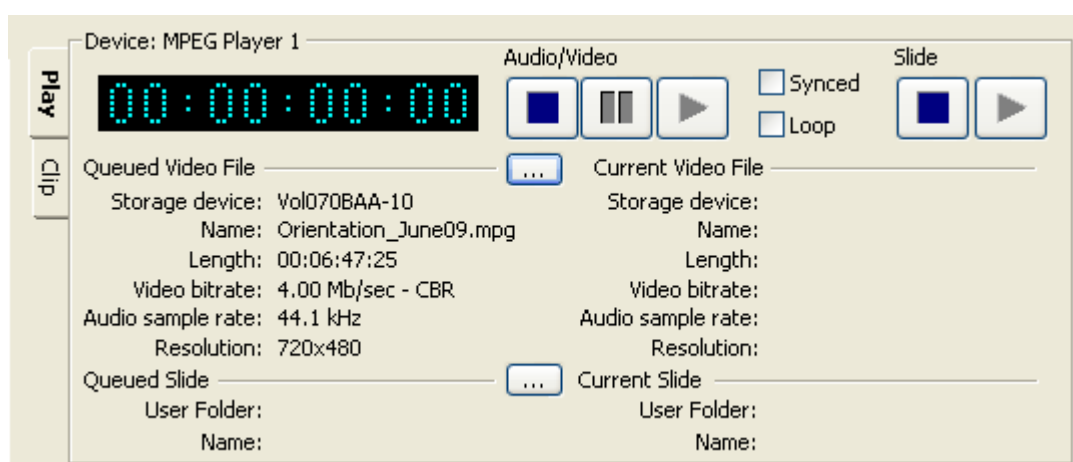 Device: MPEG Player 1
Audio/Video
Slide
Play
00:00:00:00
Synced
Loop
Clip
Queued Video File
...
Current Video File
Storage device: Vol070BAA-10
Storage device:
Name: Orientation_June09.mpg
Name:
Length: 00:06:47:25
Length:
Video bitrate: 4.00 Mb/sec - CBR
Video bitrate:
Audio sample rate: 44.1 kHz
Audio sample rate:
Resolution: 720x480
Resolution:
Queued Slide
...
Current Slide
User Folder:
User Folder:
Name:
Name: